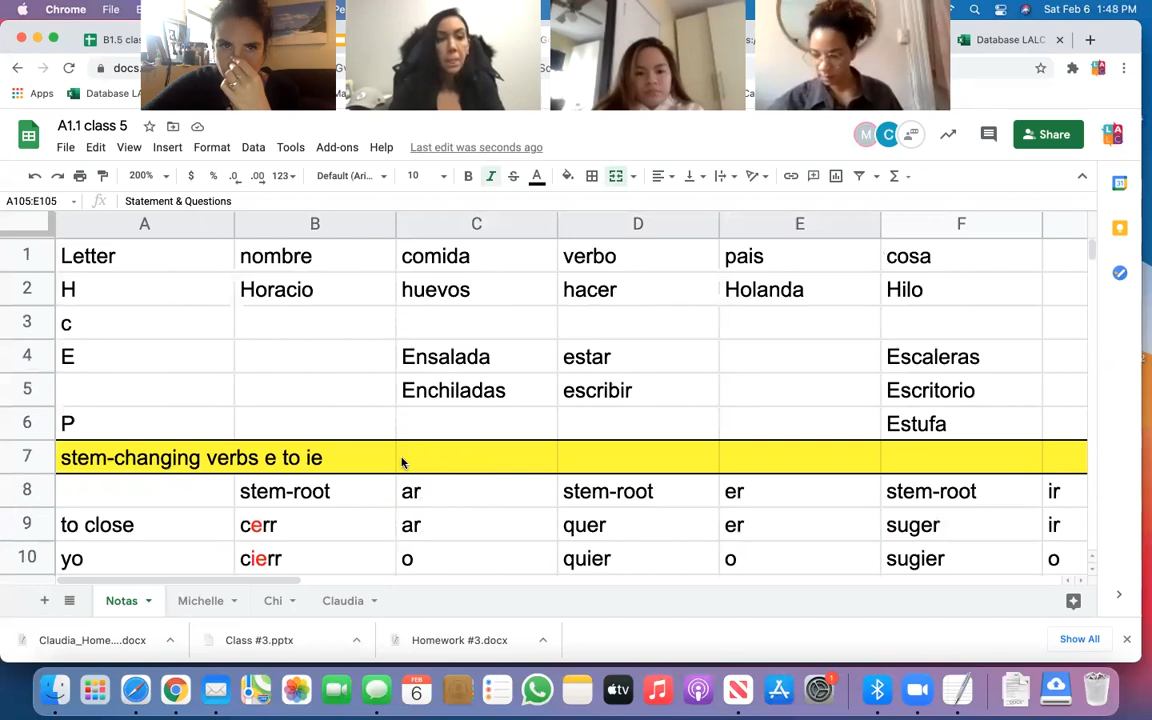 Chrome File Pe Sat Feb 6 1:48 PM
B1.5 clas Database LALC
docs.
Apps Database
A1.1 class 5
File Edit View Insert Format Data Tools Add-ons Help Last edit was seconds ago
M C Share
200% $ % .0 .00 123 Default (Ari... 10 B I S A
A105:E105 fx Statement & Questions
A B C D E F
1 Letter nombre comida verbo pais cosa
2 H Horacio huevos hacer Holanda Hilo
3 c
4 E Ensalada estar Escaleras
5 Enchiladas escribir Escritorio
6 P Estufa
7 stem-changing verbs e to ie
8 stem-root ar stem-root er stem-root ir
9 to close cerr ar quer er suger ir
10 yo cierr o quier o sugier o
Notas Michelle Chi Claudia
Claudia_Home....docx Class #3.pptx Homework #3.docx Show All
FEB 6 tv 1